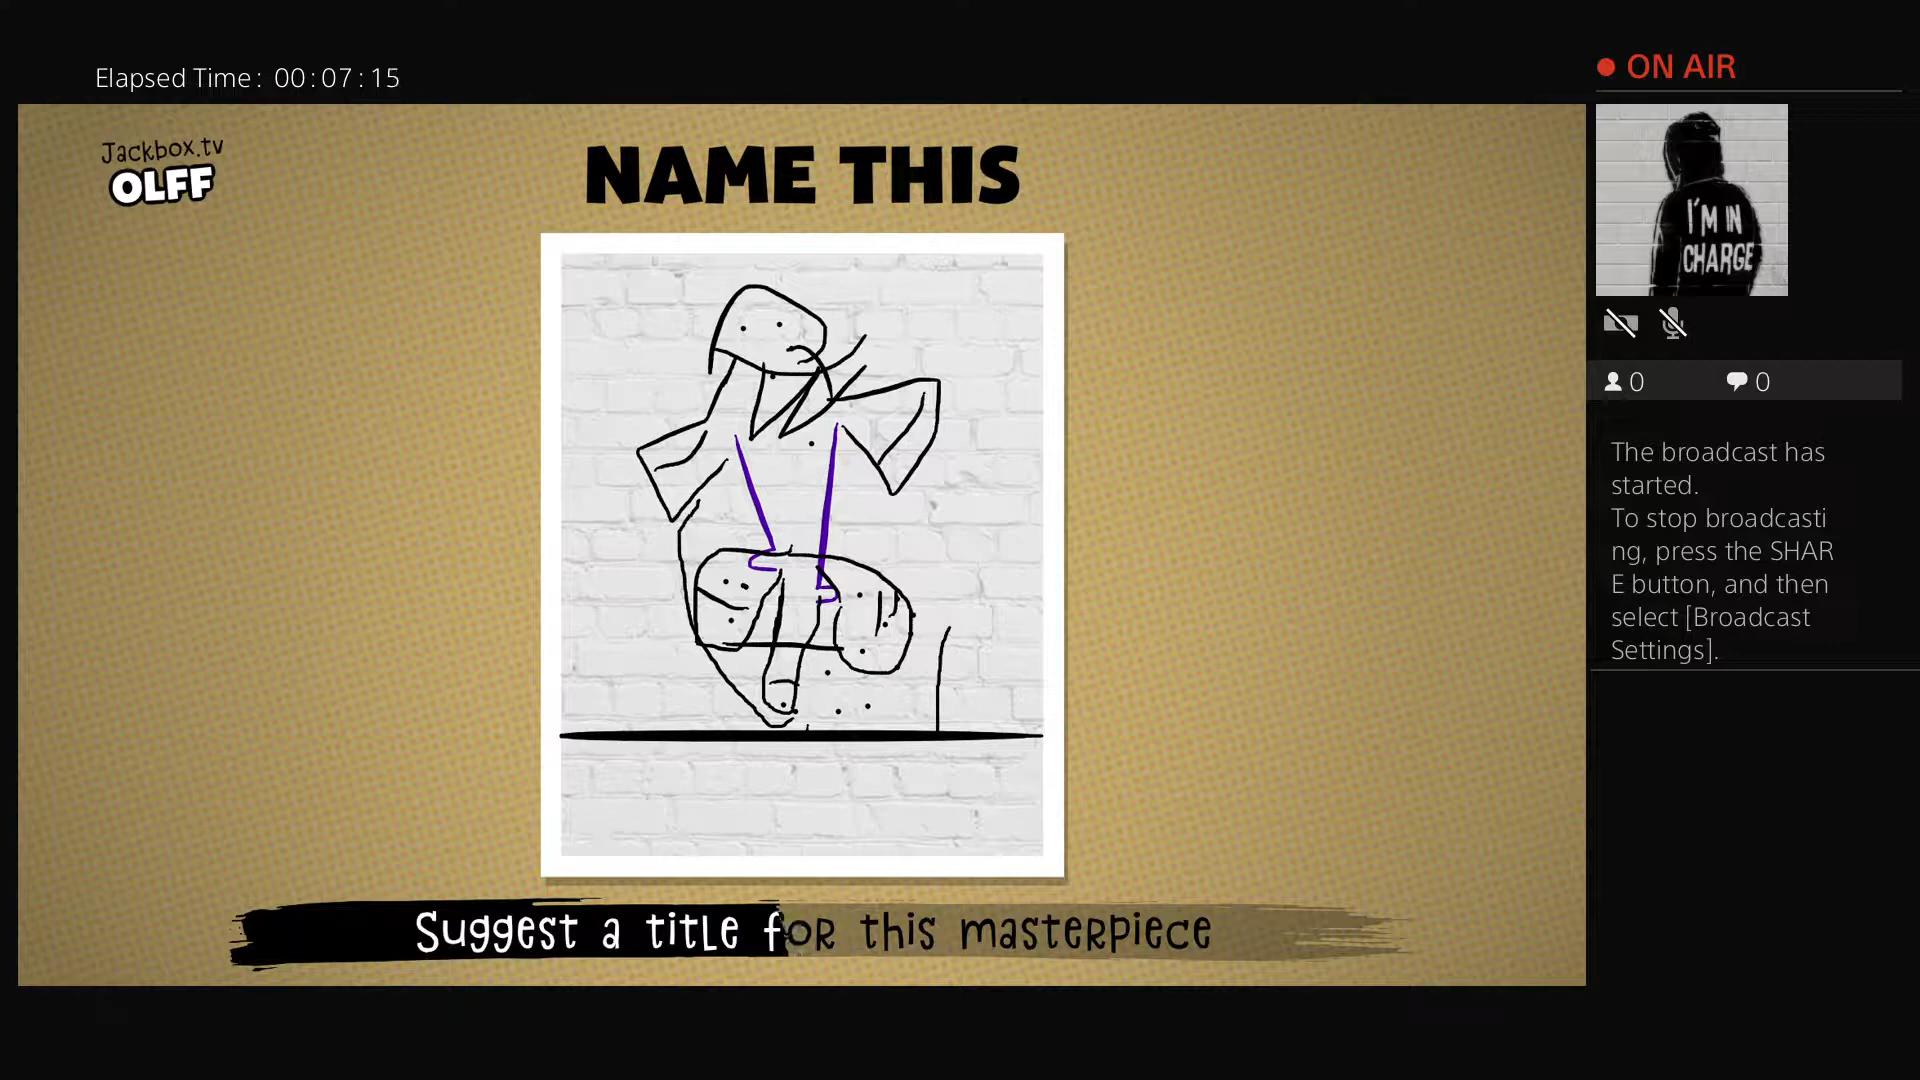 Elapsed Time: 00:07:15
ON AIR
Jackbox.tv
OLFF
NAME THIS
I'M IN
CHARGE
0
0
The broadcast has
started.
To stop broadcasti
ng, press the SHAR
E button, and then
select [Broadcast
Settings].
Suggest a title for this masterpiece